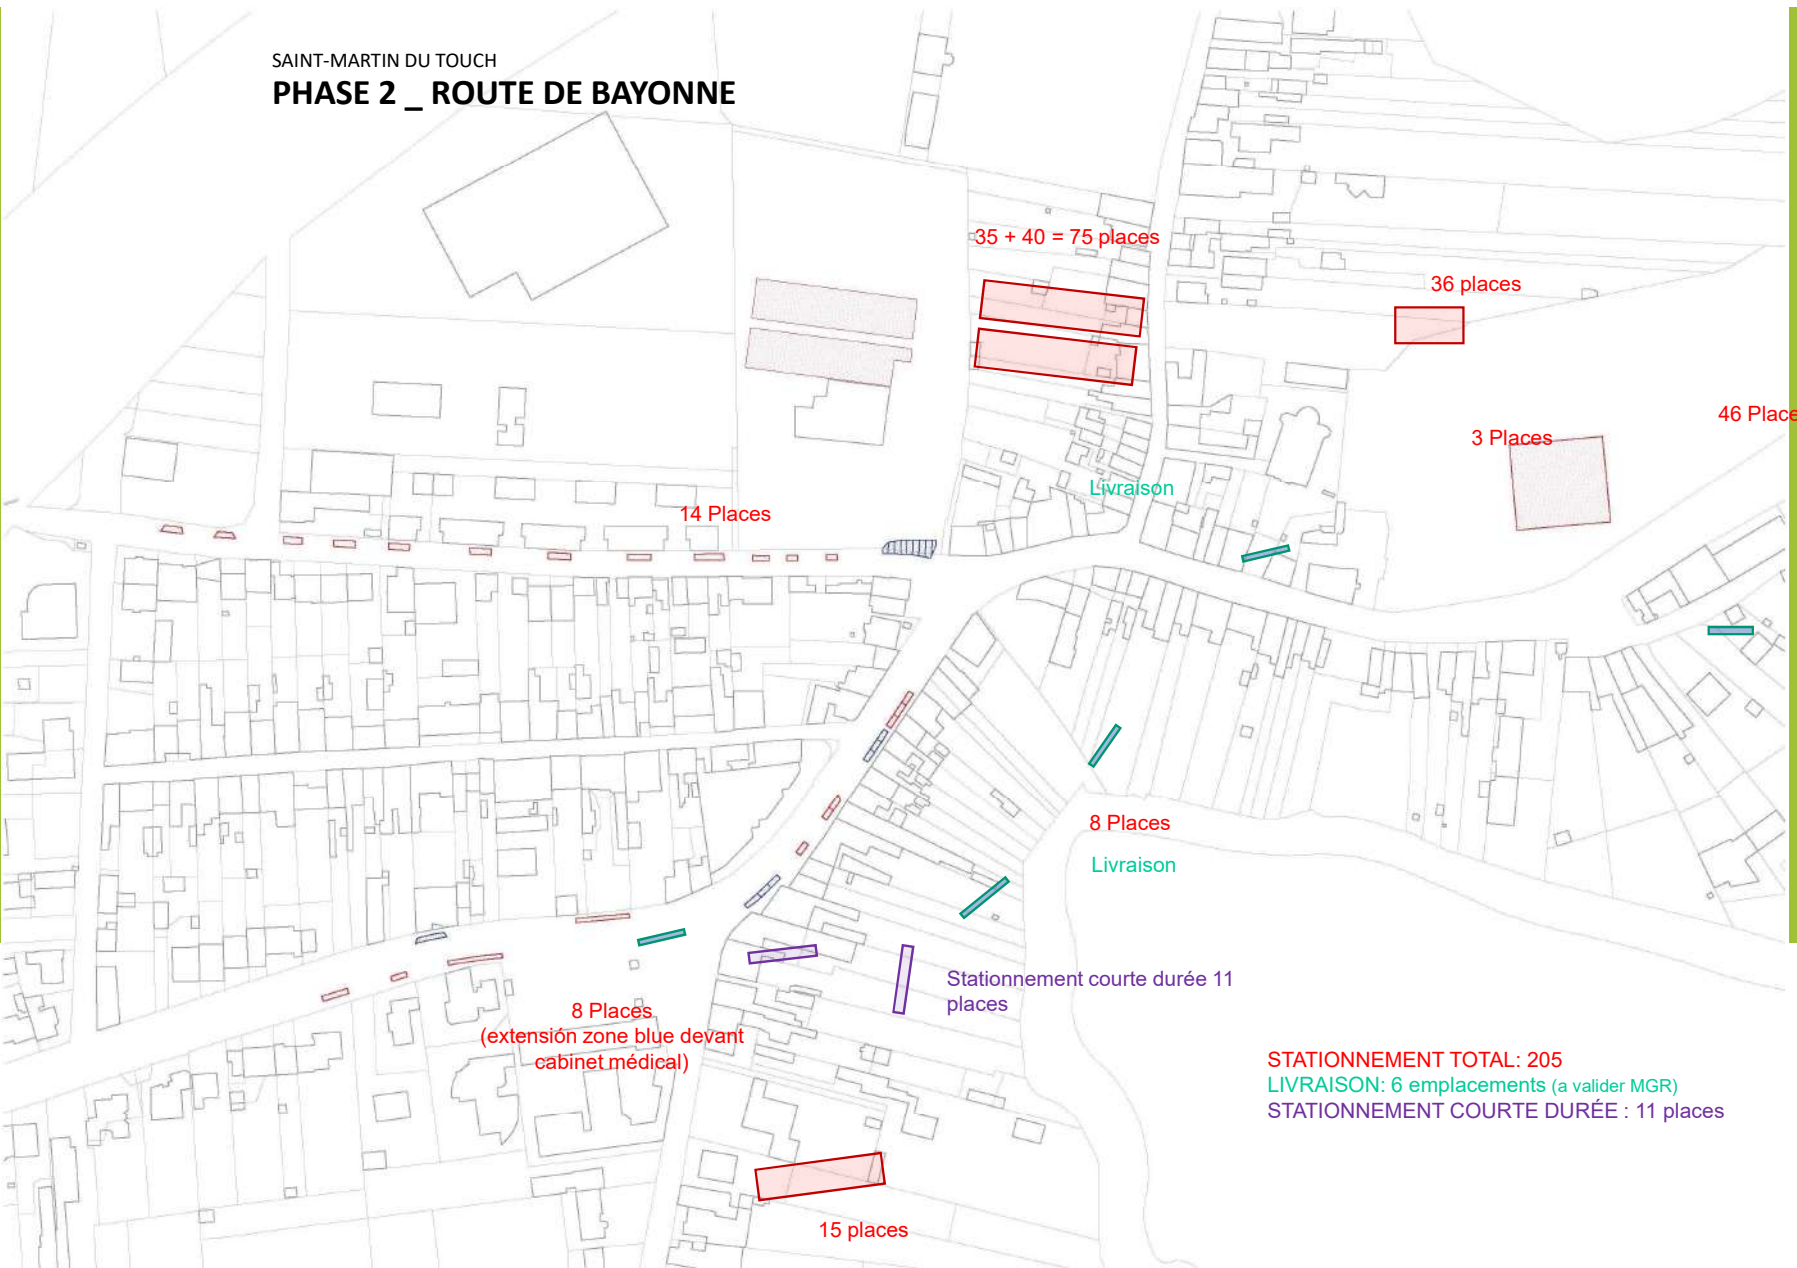 SAINT-MARTIN DU TOUCH
PHASE 2 _ ROUTE DE BAYONNE
35 + 40 = 75 places
36 places
46 Place
3 Places
Livraison
14 Places
8 Places
Livraison
Stationnement courte durée 11
places
8 Places
(extensión zone blue devant
cabinet médical)
STATIONNEMENT TOTAL: 205
LIVRAISON: 6 emplacements (a valider MGR)
STATIONNEMENT COURTE DURÉE : 11 places
15 places